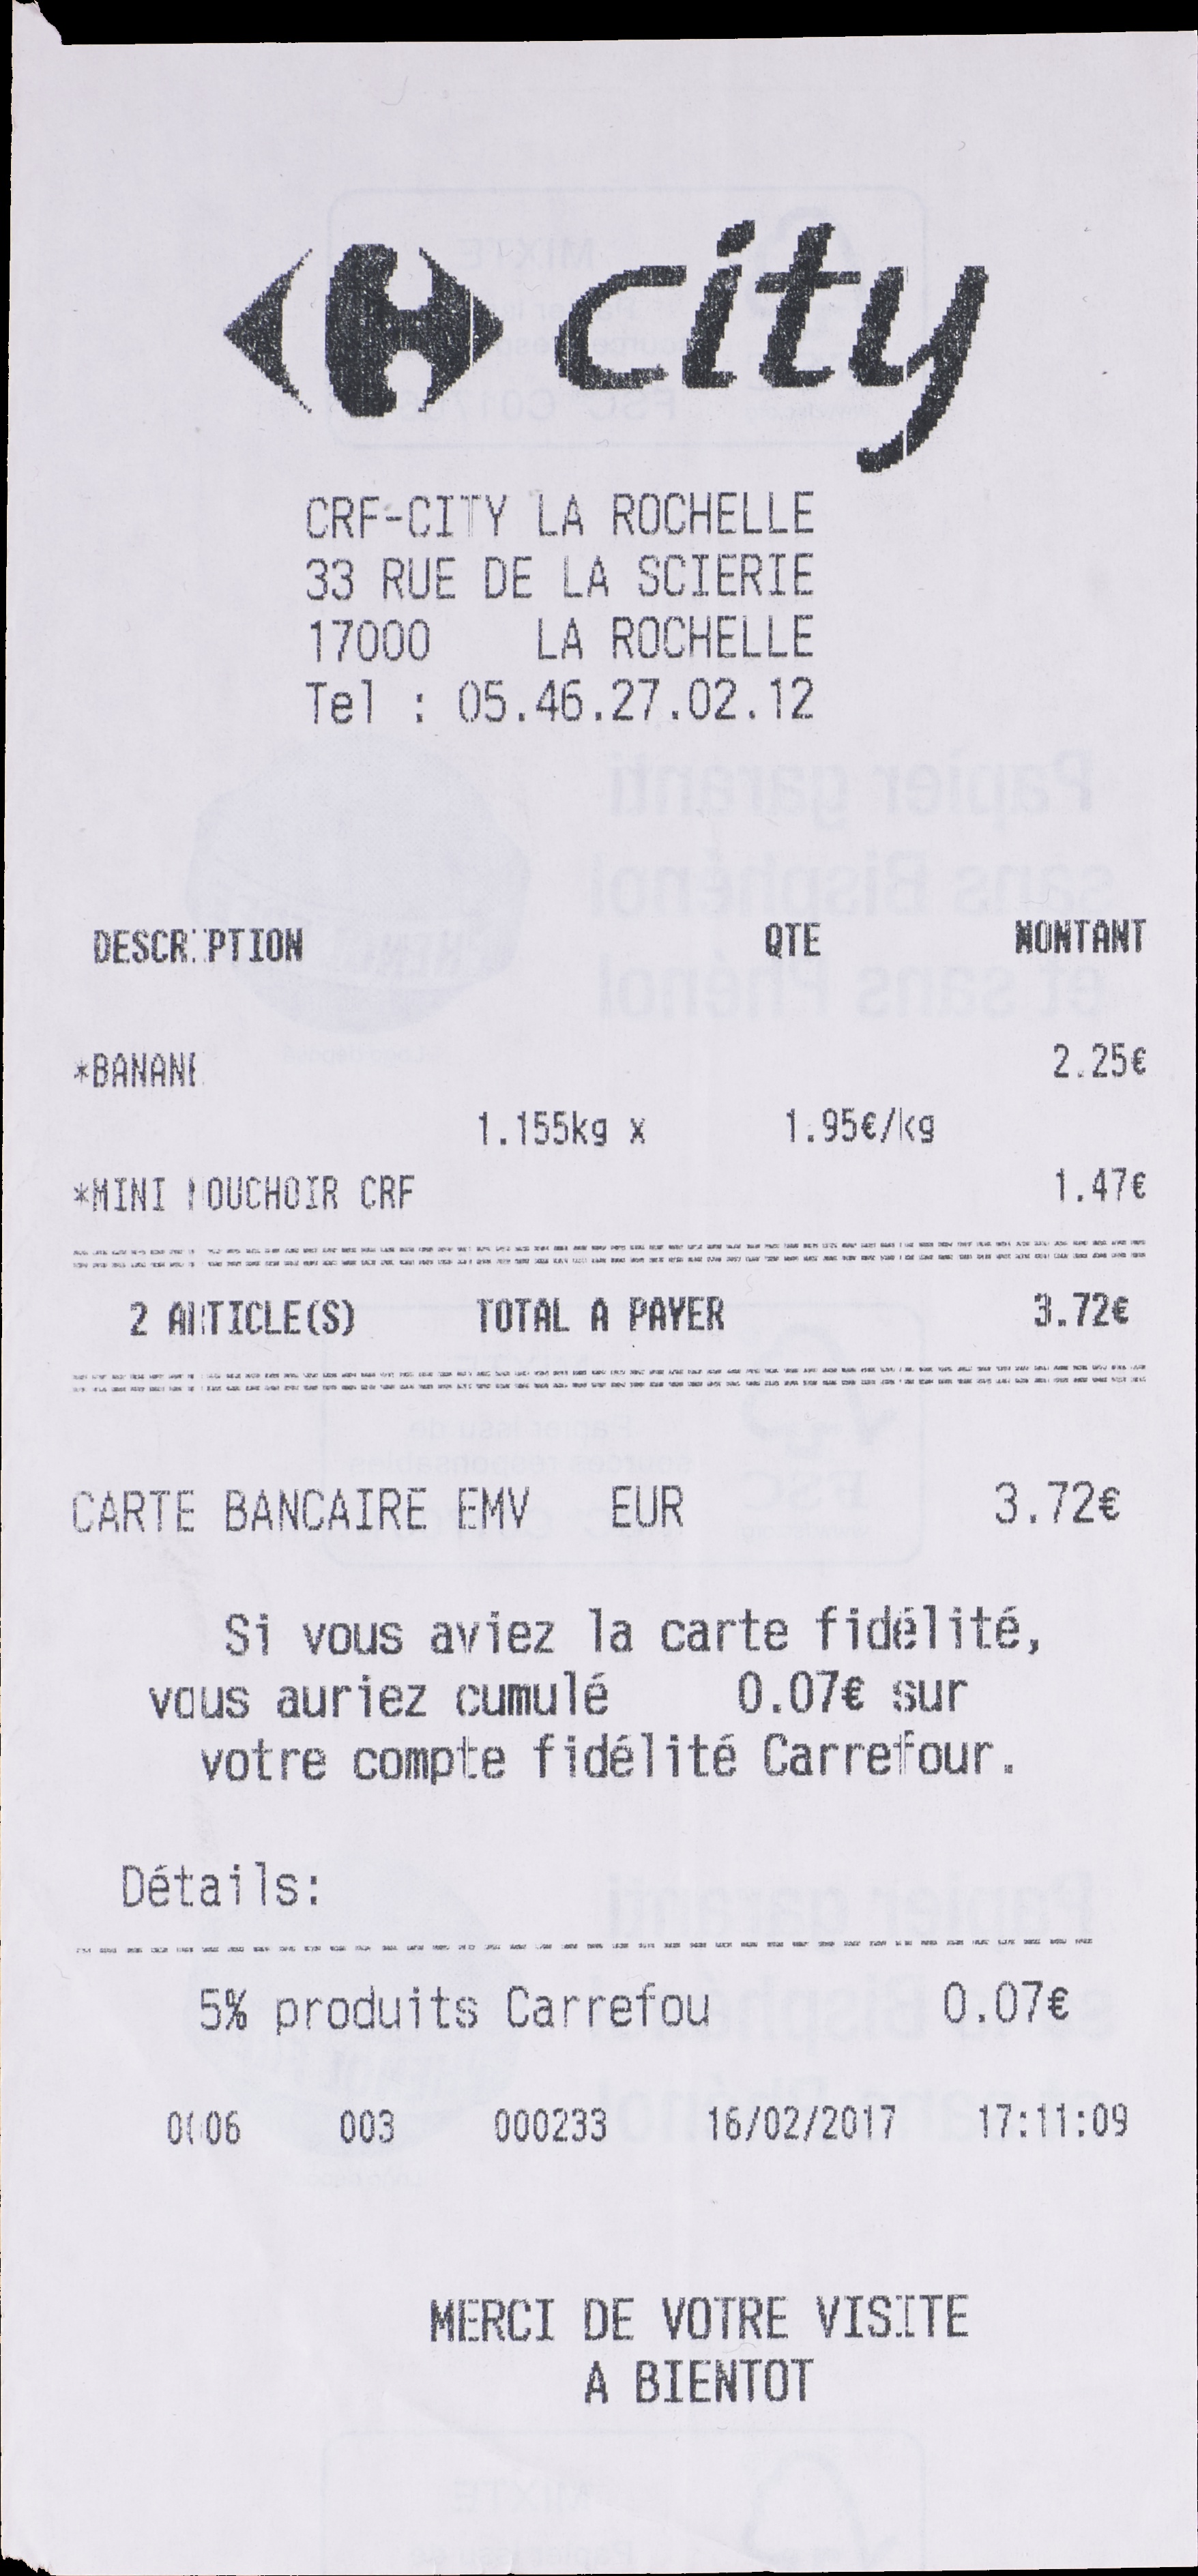 city
CRF-CITY LA ROCHELLE
33 RUE DE LA SCIERIE
17000 LA ROCHELLE
Tel : 05.46.27.02.12
DESCRIPTION QTE MONTANT
*BANANE 2.25€
1.155kg x 1.95€/kg
*MINI MOUCHOIR CRF 1.47€
2 ARTICLE(S) TOTAL A PAYER 3.72€
CARTE BANCAIRE EMV EUR 3.72€
Si vous aviez la carte fidélité,
vous auriez cumulé 0.07€ sur
votre compte fidélité Carrefour.
Détails:
5% produits Carrefou 0.07€
0006 003 000233 16/02/2017 17:11:09
MERCI DE VOTRE VISITE
A BIENTOT